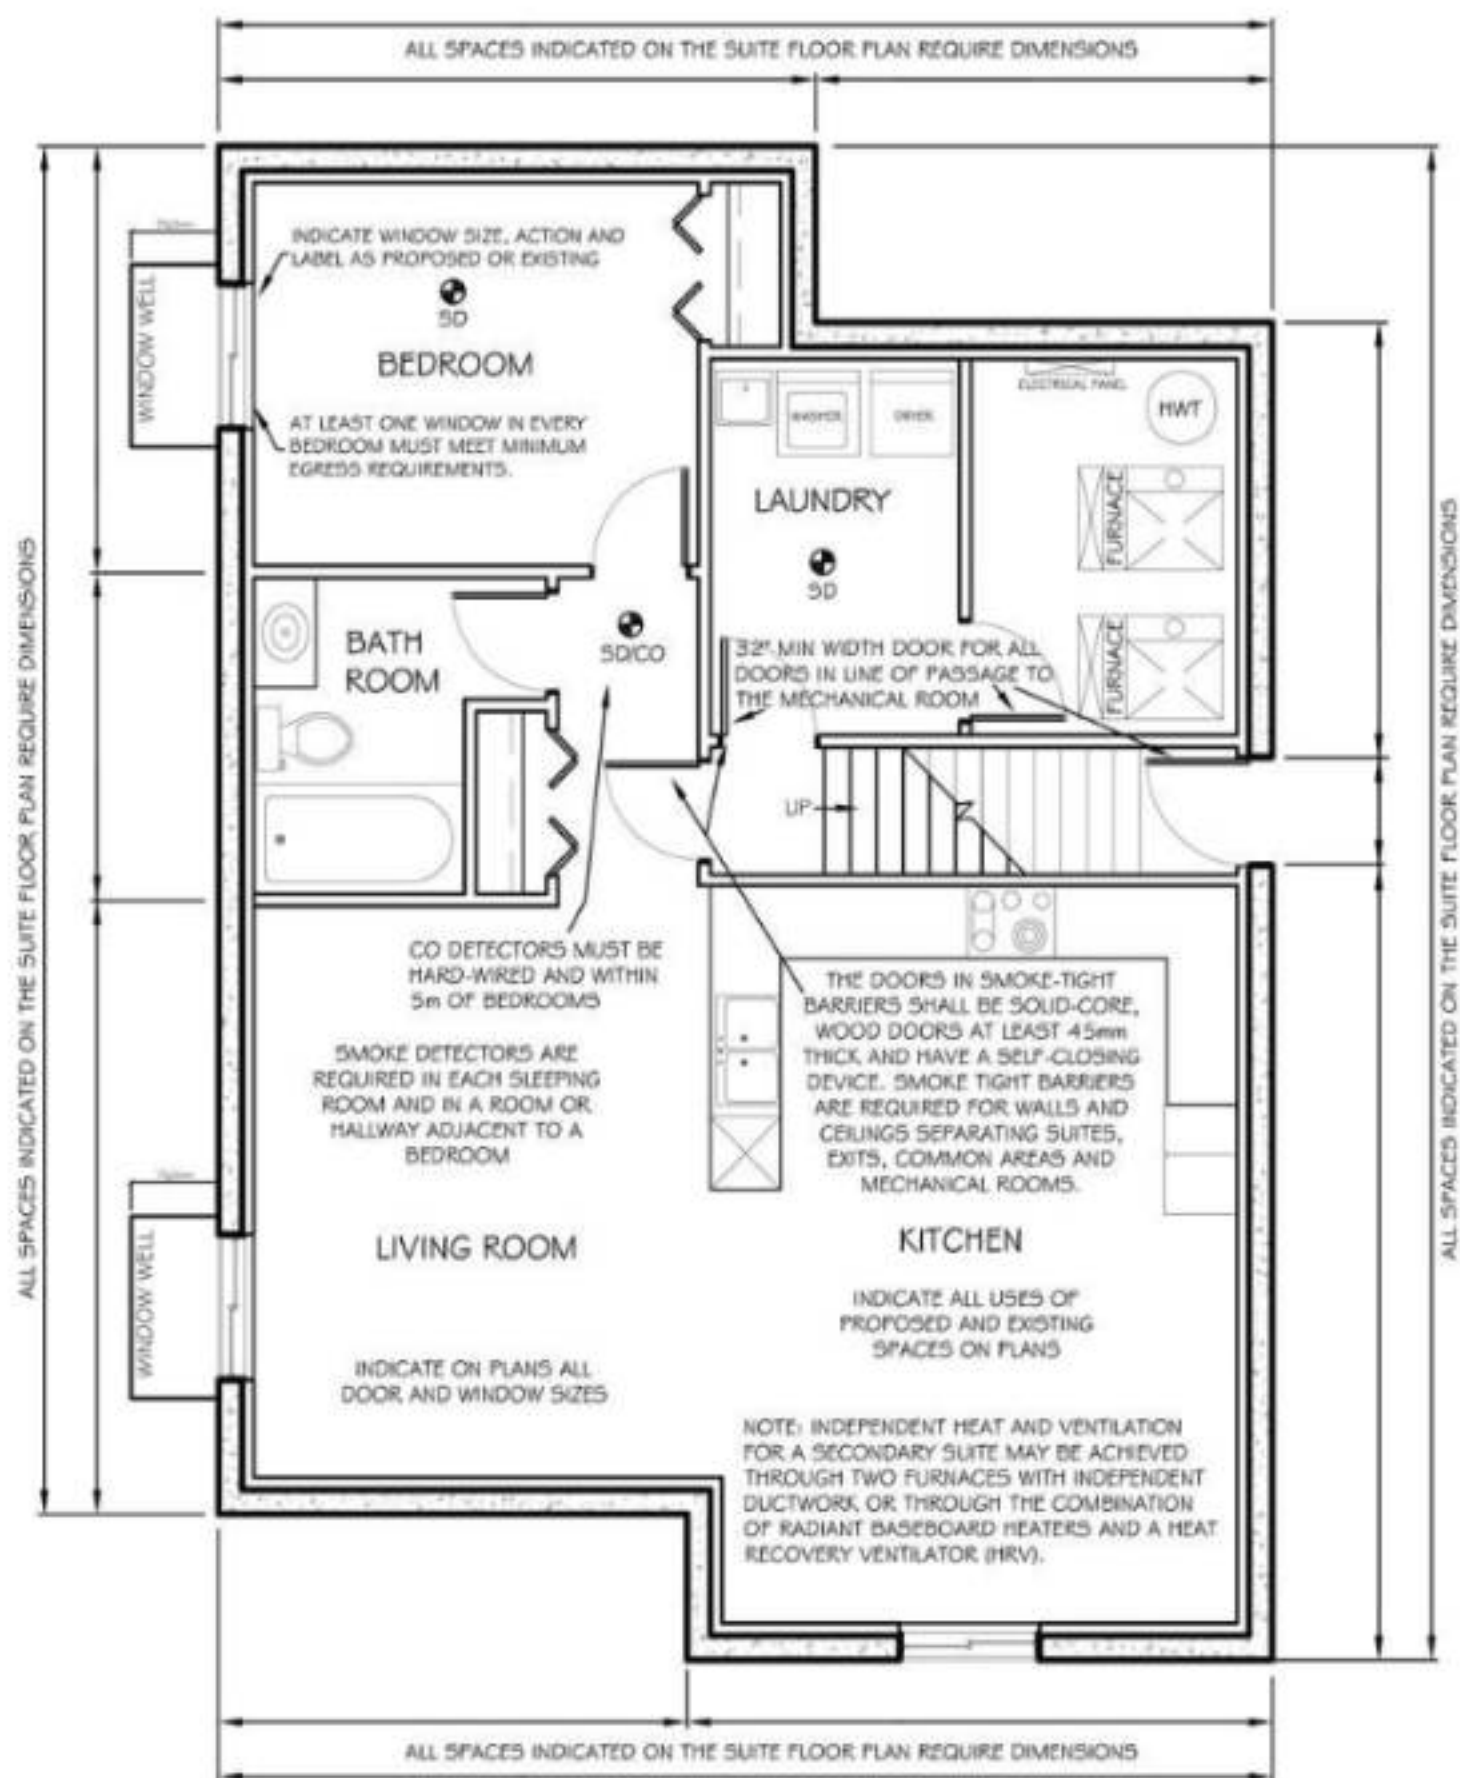 ALL SPACES INDICATED ON THE SUITE FLOOR PLAN REQUIRE DIMENSIONS
INDICATE WINDOW SIZE, ACTION AND
LABEL AS PROPOSED OR EXISTING
WINDOW WELL
SD
BEDROOM
AT LEAST ONE WINDOW IN EVERY
BEDROOM MUST MEET MINIMUM
EGRESS REQUIREMENTS.
ELECTRICAL PANEL
HWT
WASHER
DRYER
LAUNDRY
SD
FURNACE
FURNACE
BATH
ROOM
SD/CO
32" MIN WIDTH DOOR FOR ALL
DOORS IN LINE OF PASSAGE TO
THE MECHANICAL ROOM
UP
ALL SPACES INDICATED ON THE SUITE FLOOR PLAN REQUIRE DIMENSIONS
ALL SPACES INDICATED ON THE SUITE FLOOR PLAN REQUIRE DIMENSIONS
CO DETECTORS MUST BE
HARD-WIRED AND WITHIN
5m OF BEDROOMS
SMOKE DETECTORS ARE
REQUIRED IN EACH SLEEPING
ROOM AND IN A ROOM OR
HALLWAY ADJACENT TO A
BEDROOM
THE DOORS IN SMOKE-TIGHT
BARRIERS SHALL BE SOLID-CORE,
WOOD DOORS AT LEAST 45mm
THICK AND HAVE A SELF-CLOSING
DEVICE. SMOKE TIGHT BARRIERS
ARE REQUIRED FOR WALLS AND
CEILINGS SEPARATING SUITES,
EXITS, COMMON AREAS AND
MECHANICAL ROOMS.
WINDOW WELL
LIVING ROOM
KITCHEN
INDICATE ALL USES OF
PROPOSED AND EXISTING
SPACES ON PLANS
INDICATE ON PLANS ALL
DOOR AND WINDOW SIZES
NOTE: INDEPENDENT HEAT AND VENTILATION
FOR A SECONDARY SUITE MAY BE ACHIEVED
THROUGH TWO FURNACES WITH INDEPENDENT
DUCTWORK OR THROUGH THE COMBINATION
OF RADIANT BASEBOARD HEATERS AND A HEAT
RECOVERY VENTILATOR (HRV).
ALL SPACES INDICATED ON THE SUITE FLOOR PLAN REQUIRE DIMENSIONS